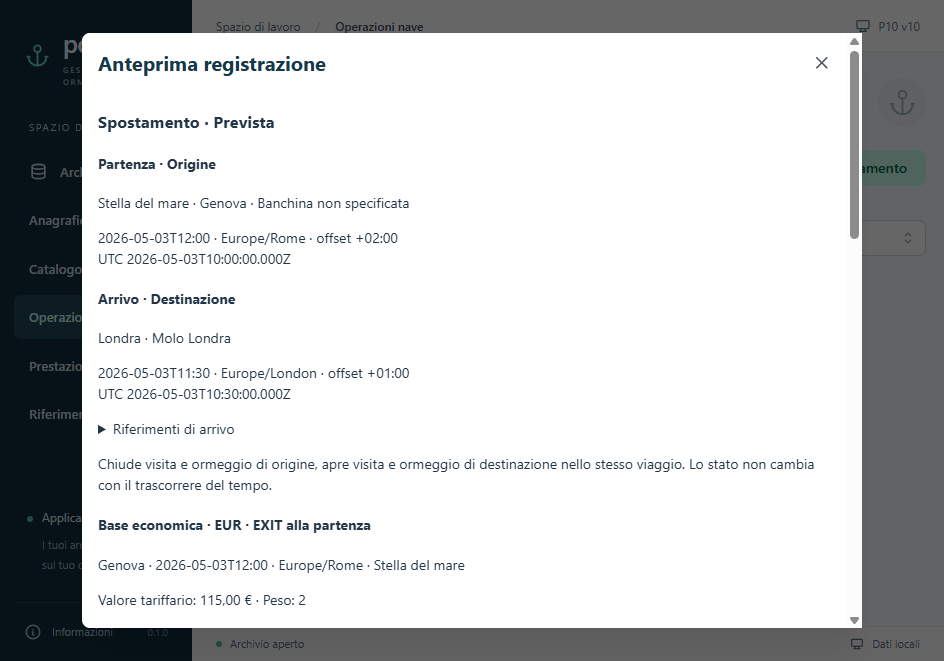 Spazio di lavoro / Operazioni nave
P10 v10
Anteprima registrazione
SPAZIO D
Spostamento · Prevista
Partenza · Origine
Stella del mare · Genova · Banchina non specificata
2026-05-03T12:00 · Europe/Rome · offset +02:00
UTC 2026-05-03T10:00:00.000Z
Arrivo · Destinazione
Londra · Molo Londra
2026-05-03T11:30 · Europe/London · offset +01:00
UTC 2026-05-03T10:30:00.000Z
Riferimenti di arrivo
Chiude visita e ormeggio di origine, apre visita e ormeggio di destinazione nello stesso viaggio. Lo stato non cambia
con il trascorrere del tempo.
Base economica · EUR · EXIT alla partenza
Genova · 2026-05-03T12:00 · Europe/Rome · Stella del mare
Valore tariffario: 115,00 € · Peso: 2
po
GES
ORM
Arc
Anagrafi
Catalogo
Operazio
Prestazio
Riferimen
amento
Applica
I tuoi ar
sul tuo d
Informazioni 0.1.0
Archivio aperto
Dati locali